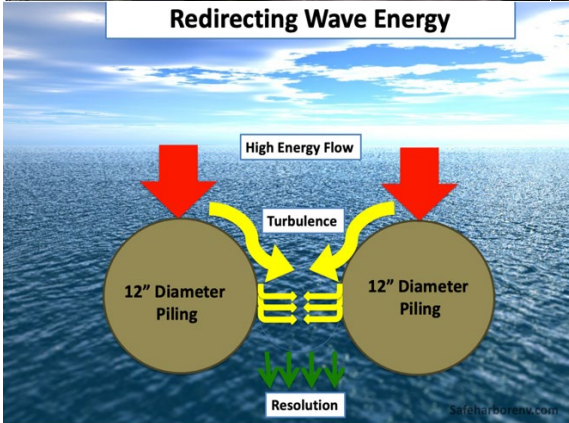 Redirecting Wave Energy
High Energy Flow
Turbulence
12” Diameter
Piling
12” Diameter
Piling
Resolution
Safeharborenv.com